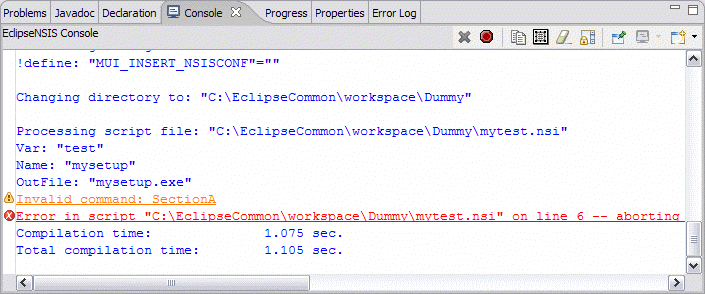 Problems Javadoc Declaration Console Progress Properties Error Log
EclipseNSIS Console
!define: "MUI_INSERT_NSISCONF"=""
Changing directory to: "C:\EclipseCommon\workspace\Dummy"
Processing script file: "C:\EclipseCommon\workspace\Dummy\mytest.nsi"
Var: "test"
Name: "mysetup"
OutFile: "mysetup.exe"
Invalid command: SectionA
Error in script "C:\EclipseCommon\workspace\Dummy\mytest.nsi" on line 6 -- aborting
Compilation time: 1.075 sec.
Total compilation time: 1.105 sec.